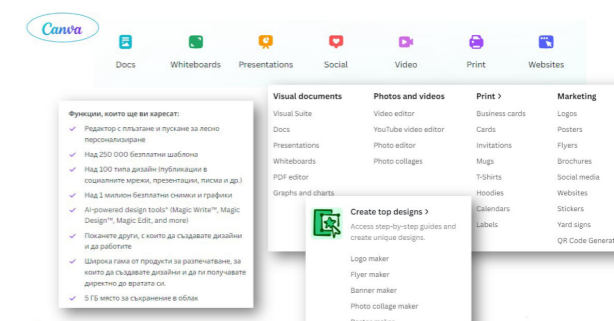 Canva
Docs
Whiteboards
Presentations
Social
Video
Print
Websites
Функции, които ще ви харесат:
Редактор с плъзгане и пускане за лесно
персонализиране
Над 250 000 безплатни шаблона
Над 100 типа дизайн (публикации в
социалните мрежи, презентации, писма и др.)
Над 1 милион безплатни снимки и графики
AI-powered design tools* (Magic Write™, Magic
Design™, Magic Edit, and more)
Поканете други, с които да създавате дизайни
и да работите
Широка гама от продукти за разпечатване, за
които да създавате дизайни и да ги получавате
директно до вратата си.
5 ГБ място за съхранение в облак
Visual documents
Visual Suite
Docs
Presentations
Whiteboards
PDF editor
Graphs and charts
Photos and videos
Video editor
YouTube video editor
Photo editor
Photo collages
Print >
Business cards
Cards
Invitations
Mugs
T-Shirts
Hoodies
Calendars
Labels
Marketing
Logos
Posters
Flyers
Brochures
Social media
Websites
Stickers
Yard signs
QR Code Generat
Create top designs >
Access step-by-step guides and
create unique designs.
Logo maker
Flyer maker
Banner maker
Photo collage maker